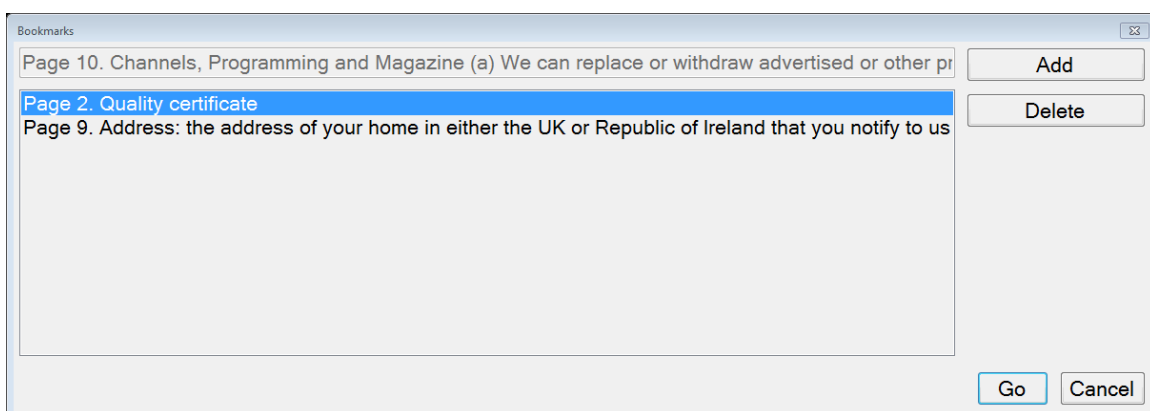 Bookmarks
Page 10. Channels, Programming and Magazine (a) We can replace or withdraw advertised or other pr
Add
Page 2. Quality certificate
Delete
Page 9. Address: the address of your home in either the UK or Republic of Ireland that you notify to us
Go
Cancel